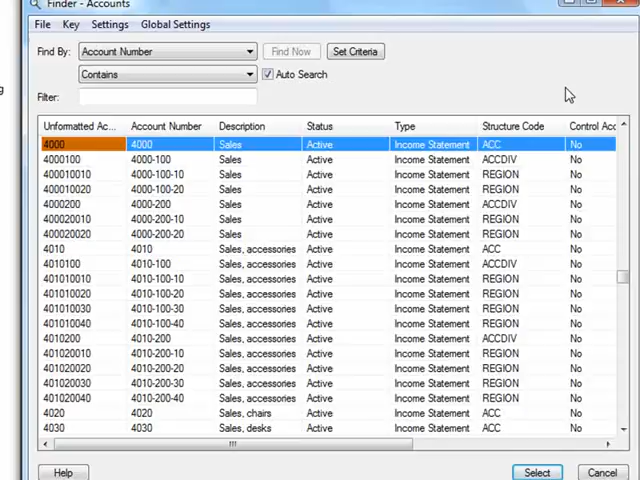 Finder - Accounts
File Key Settings Global Settings
Find By: Account Number Find Now Set Criteria
Contains Auto Search
Filter:
Unformatted Ac... Account Number Description Status Type Structure Code Control Acc
4000 4000 Sales Active Income Statement ACC No
4000100 4000-100 Sales Active Income Statement ACCDIV No
400010010 4000-100-10 Sales Active Income Statement REGION No
400010020 4000-100-20 Sales Active Income Statement REGION No
4000200 4000-200 Sales Active Income Statement ACCDIV No
400020010 4000-200-10 Sales Active Income Statement REGION No
400020020 4000-200-20 Sales Active Income Statement REGION No
4010 4010 Sales, accessories Active Income Statement ACC No
4010100 4010-100 Sales, accessories Active Income Statement ACCDIV No
401010010 4010-100-10 Sales, accessories Active Income Statement REGION No
401010020 4010-100-20 Sales, accessories Active Income Statement REGION No
401010030 4010-100-30 Sales, accessories Active Income Statement REGION No
401010040 4010-100-40 Sales, accessories Active Income Statement REGION No
4010200 4010-200 Sales, accessories Active Income Statement ACCDIV No
401020010 4010-200-10 Sales, accessories Active Income Statement REGION No
401020020 4010-200-20 Sales, accessories Active Income Statement REGION No
401020030 4010-200-30 Sales, accessories Active Income Statement REGION No
401020040 4010-200-40 Sales, accessories Active Income Statement REGION No
4020 4020 Sales, chairs Active Income Statement ACC No
4030 4030 Sales, desks Active Income Statement ACC No
Help Select Cancel